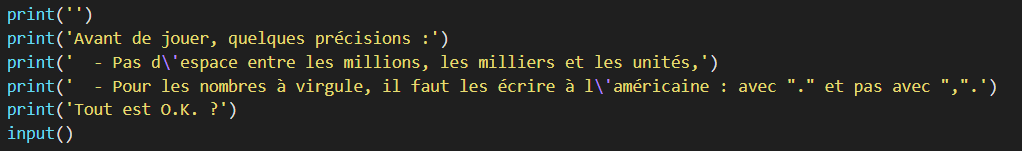 print('')
print('Avant de jouer, quelques précisions :')
print('  - Pas d\'espace entre les millions, les milliers et les unités,')
print('  - Pour les nombres à virgule, il faut les écrire à l\'américaine : avec "." et pas avec ",".')
print('Tout est O.K. ?')
input()